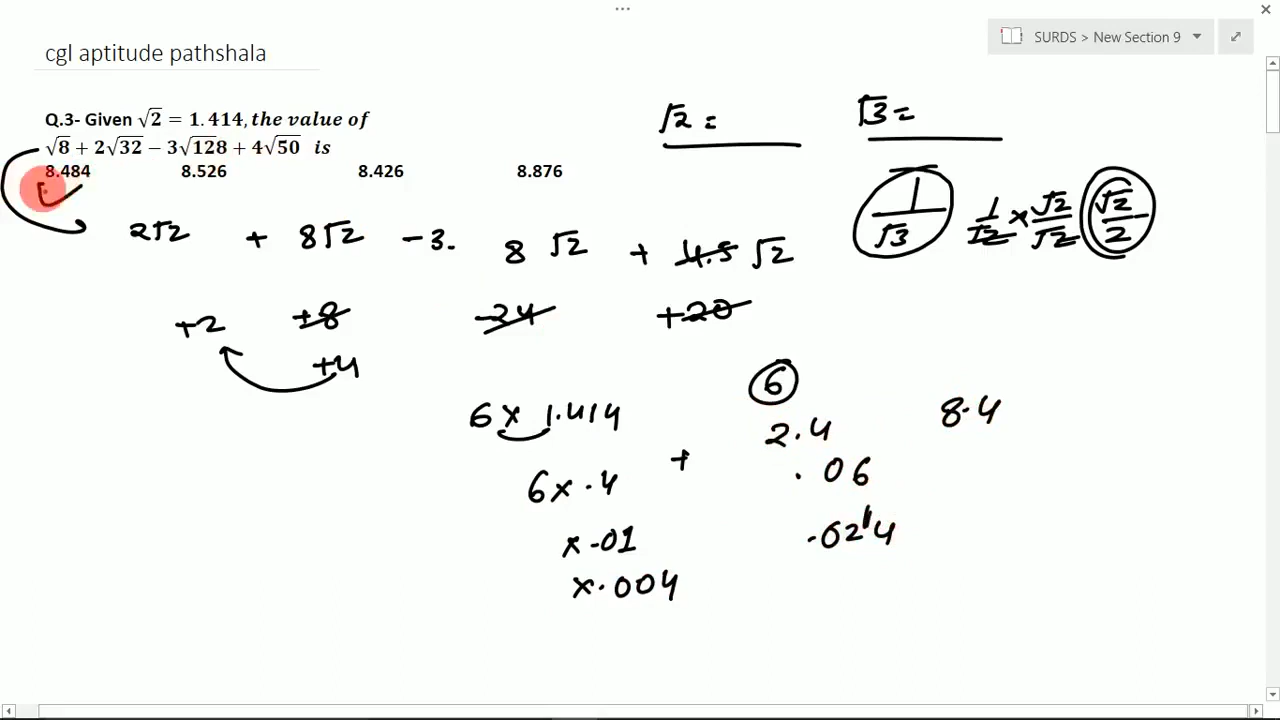 SURDS > New Section 9
cgl aptitude pathshala
Q.3- Given √2 = 1.414, the value of
√8 + 2√32 − 3√128 + 4√50 is
8.484 8.526 8.426 8.876
√2 =
√3 =
1/√3
1/√2 × √2/√2
√2/2
2√2 + 8√2 -3. 8 √2 + 4.5 √2
+2 +8 -24 +20
+4
6 × 1.414
6
6 × .4 + 2.4
8.4
.06
× .01
.024
× .004